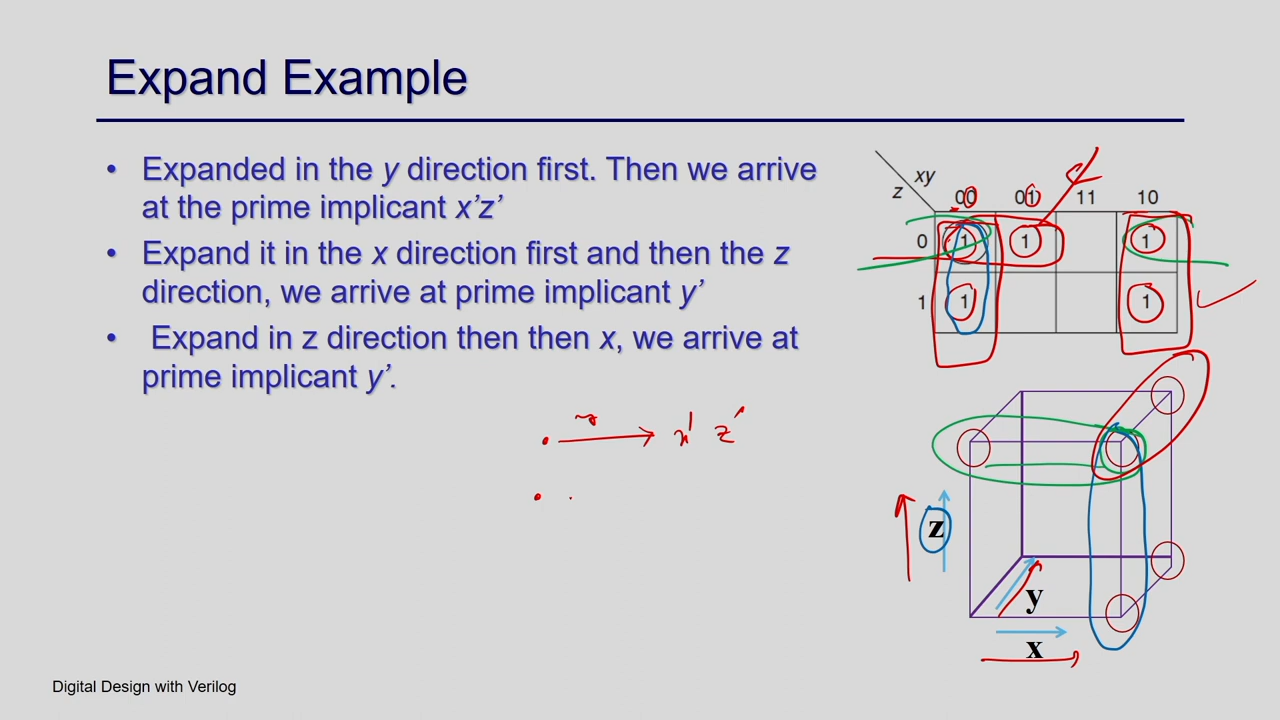 Expand Example
• Expanded in the y direction first. Then we arrive
at the prime implicant x’z’
• Expand it in the x direction first and then the z
direction, we arrive at prime implicant y’
• Expand in z direction then then x, we arrive at
prime implicant y’.
xy
z
00 01 11 10
0 1 1 1
1 1 1
x' z'
z
y
x
Digital Design with Verilog